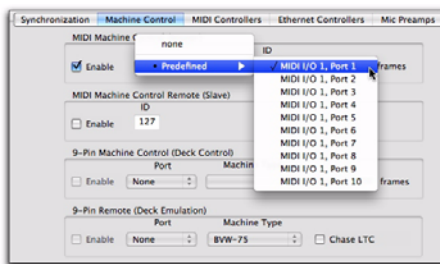 Synchronization Machine Control MIDI Controllers Ethernet Controllers Mic Preamps
MIDI Machine C
none
ID
Enable
Predefined
✓ MIDI I/O 1, Port 1
frames
MIDI I/O 1, Port 2
MIDI I/O 1, Port 3
MIDI I/O 1, Port 4
MIDI I/O 1, Port 5
MIDI I/O 1, Port 6
MIDI I/O 1, Port 7
MIDI I/O 1, Port 8
MIDI I/O 1, Port 9
MIDI I/O 1, Port 10
MIDI Machine Control Remote (Slave)
ID
Enable 127
9-Pin Machine Control (Deck Control)
Port Machin
Enable None frames
9-Pin Remote (Deck Emulation)
Port Machine Type
Enable None BVW-75 Chase LTC